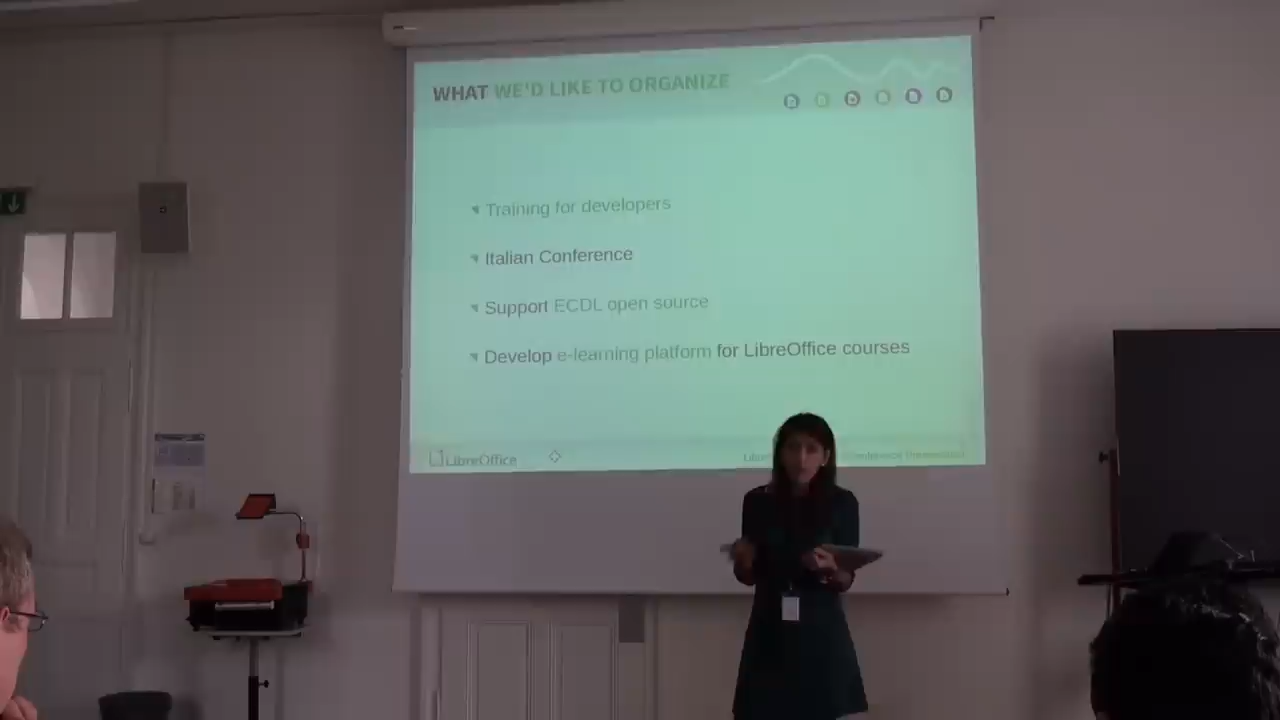 WHAT WE'D LIKE TO ORGANIZE
Training for developers
Italian Conference
Support ECDL open source
Develop e-learning platform for LibreOffice courses
LibreOffice